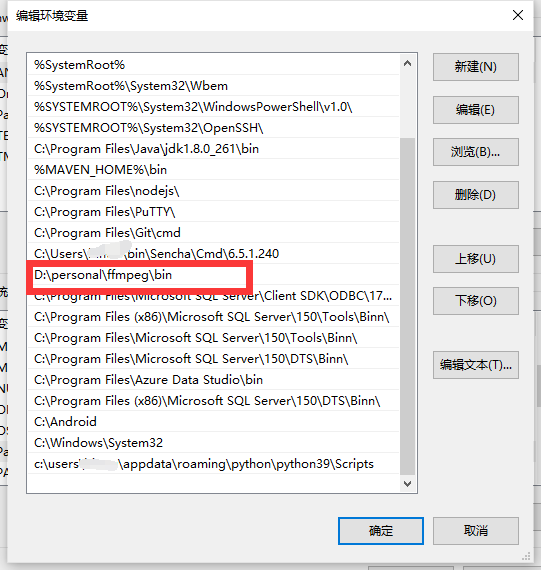 编辑环境变量
%SystemRoot%
%SystemRoot%\System32\Wbem
%SYSTEMROOT%\System32\WindowsPowerShell\v1.0\
%SYSTEMROOT%\System32\OpenSSH\
C:\Program Files\Java\jdk1.8.0_261\bin
%MAVEN_HOME%\bin
C:\Program Files\nodejs\
C:\Program Files\PuTTY\
C:\Program Files\Git\cmd
C:\Users\ \bin\Sencha\Cmd\6.5.1.240
D:\personal\ffmpeg\bin
C:\Program Files\Microsoft SQL Server\Client SDK\ODBC\17...
C:\Program Files (x86)\Microsoft SQL Server\150\Tools\Binn\
C:\Program Files\Microsoft SQL Server\150\Tools\Binn\
C:\Program Files\Microsoft SQL Server\150\DTS\Binn\
C:\Program Files\Azure Data Studio\bin
C:\Program Files (x86)\Microsoft SQL Server\150\DTS\Binn\
C:\Android
C:\Windows\System32
c:\users\ \appdata\roaming\python\python39\Scripts
新建(N)
编辑(E)
浏览(B)...
删除(D)
上移(U)
下移(O)
编辑文本(T)...
确定
取消